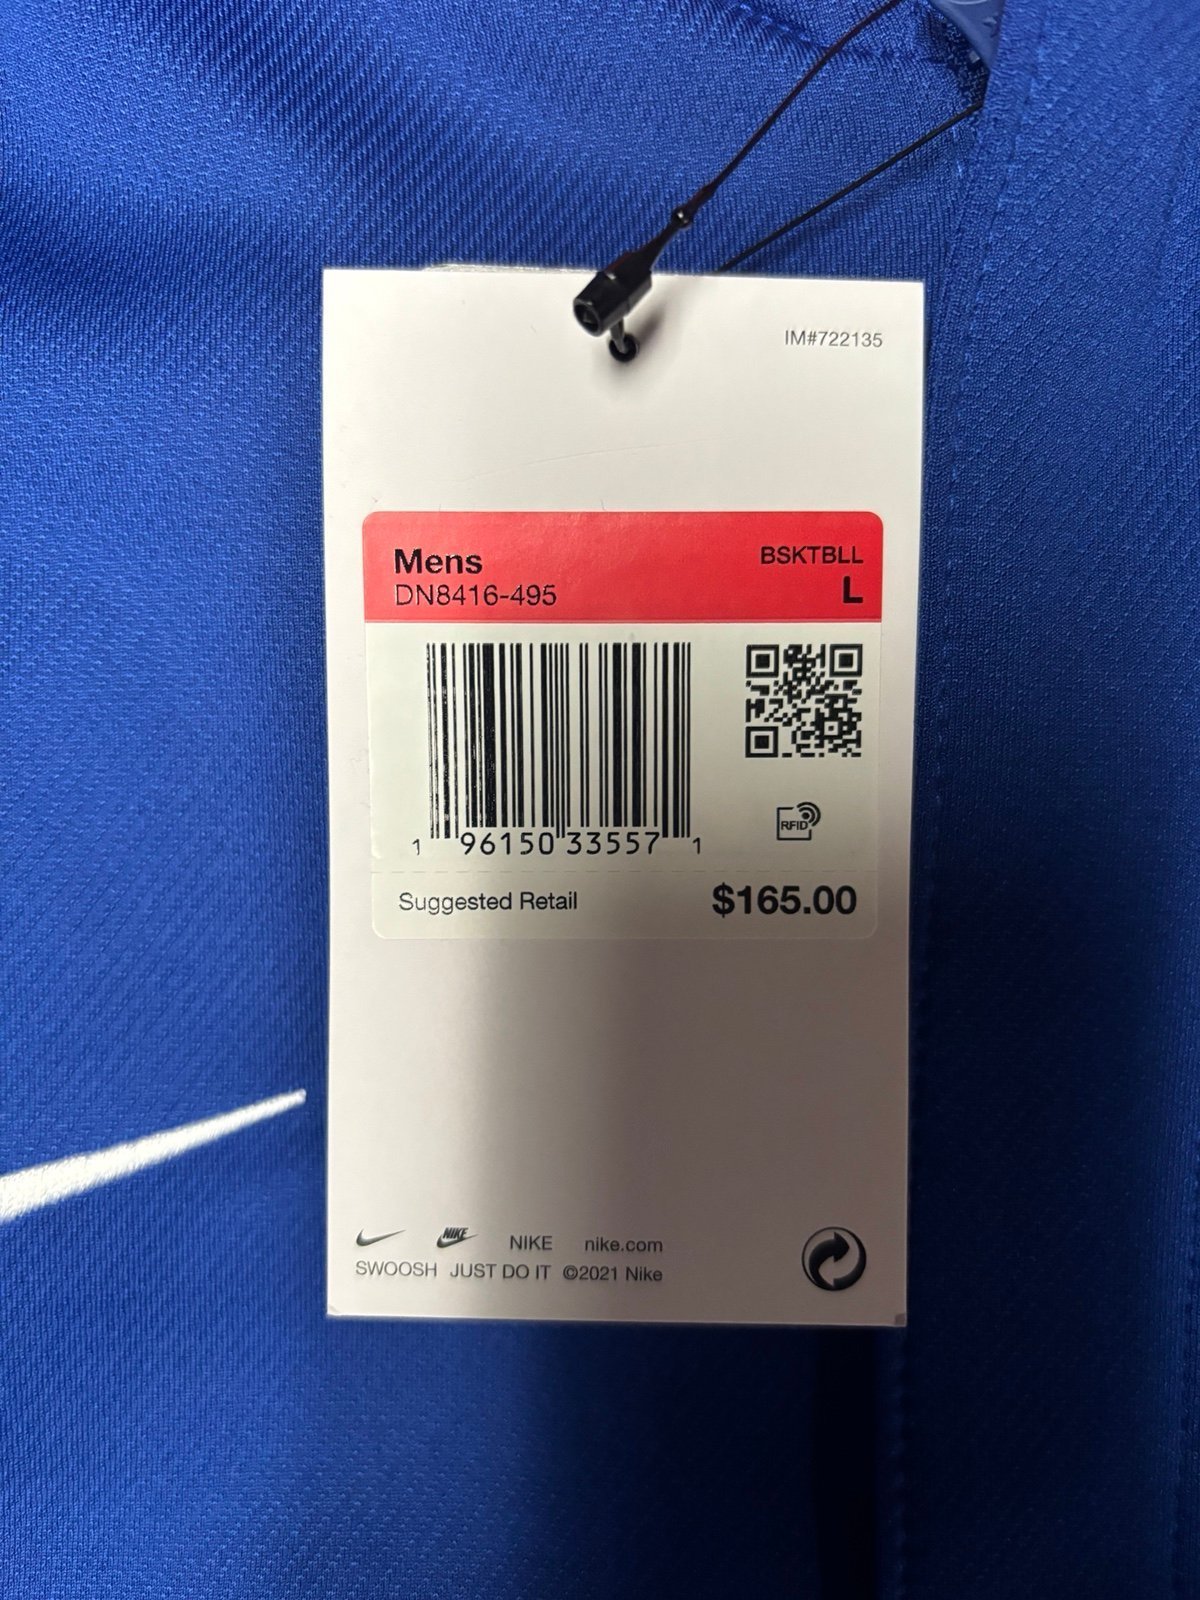 IM#722135
Mens BSKTBLL
DN8416-495 L
RFID
1 96150 33557 1
Suggested Retail $165.00
NIKE NIKE nike.com
SWOOSH JUST DO IT ©2021 Nike